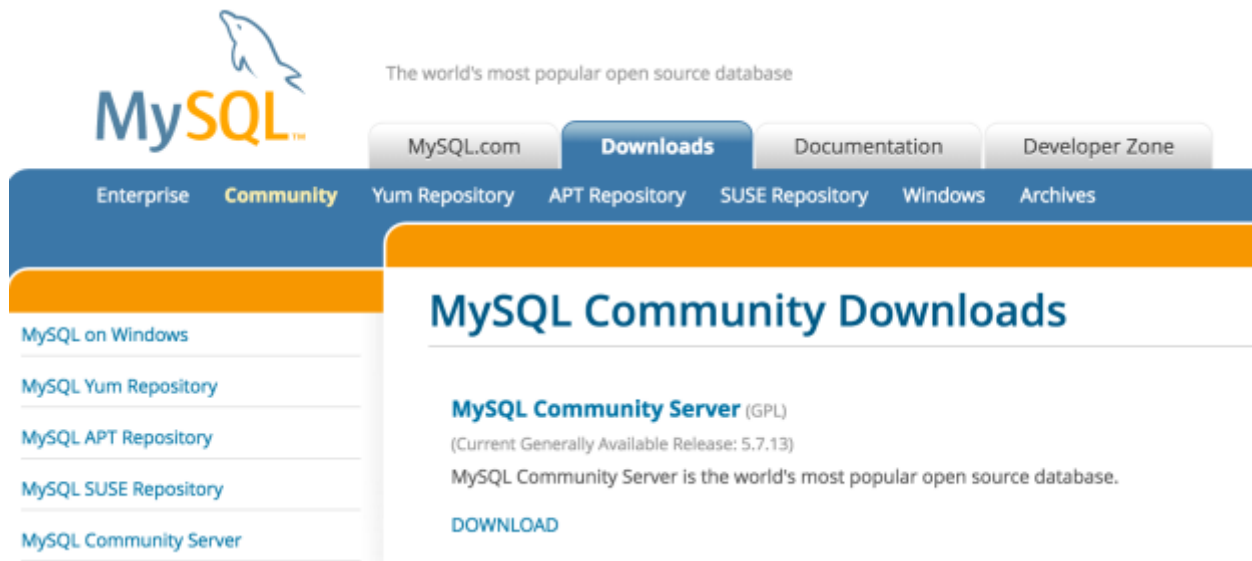 The world's most popular open source database
MySQL™
MySQL.com Downloads Documentation Developer Zone
Enterprise Community Yum Repository APT Repository SUSE Repository Windows Archives
MySQL Community Downloads
MySQL on Windows
MySQL Yum Repository
MySQL APT Repository
MySQL SUSE Repository
MySQL Community Server
MySQL Community Server (GPL)
(Current Generally Available Release: 5.7.13)
MySQL Community Server is the world's most popular open source database.
DOWNLOAD